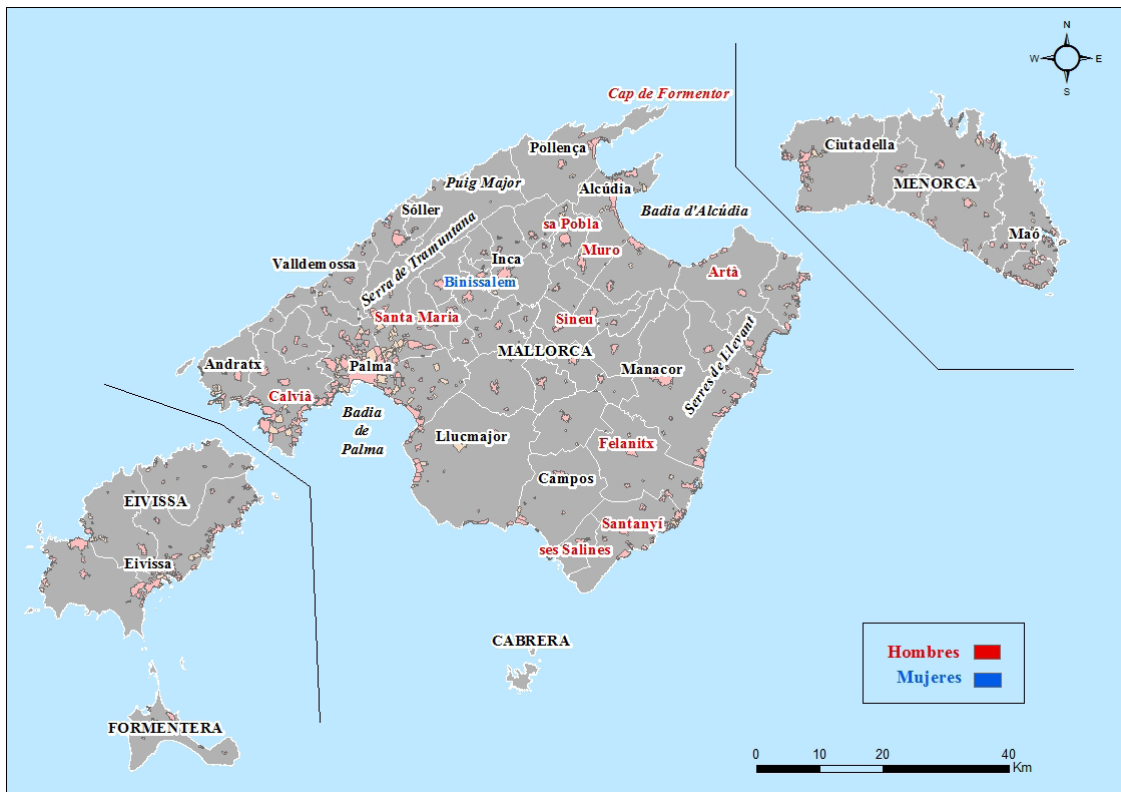 N
W E
S
Cap de Formentor
Pollença
Ciutadella
Puig Major
Alcúdia
MENORCA
Sóller
Badia d'Alcúdia
sa Pobla
Maó
Serra de Tramuntana
Muro
Valldemossa
Inca
Artà
Binissalem
Santa Maria
Sineu
MALLORCA
Andratx
Palma
Manacor
Serres de Llevant
Calvià
Badia
de
Palma
Llucmajor
Felanitx
Campos
EIVISSA
Santanyí
ses Salines
Eivissa
CABRERA
Hombres
Mujeres
FORMENTERA
0 10 20 40
Km